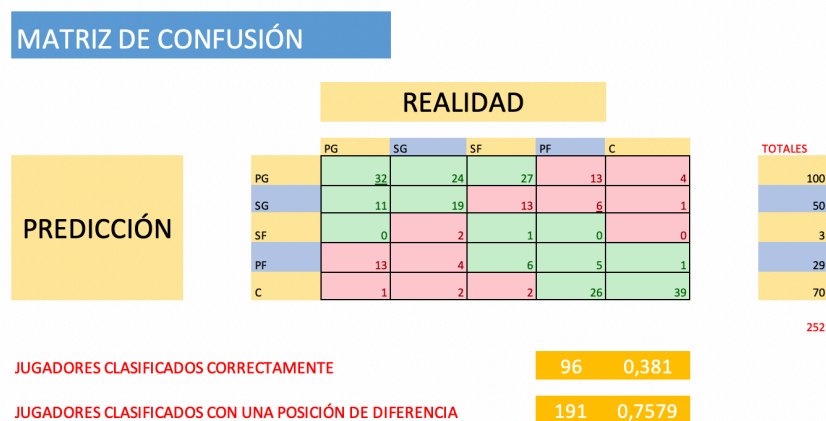 MATRIZ DE CONFUSIÓN
REALIDAD
PG SG SF PF C TOTALES
PREDICCIÓN
PG 32 24 27 13 4 100
SG 11 19 13 6 1 50
SF 0 2 1 0 0 3
PF 13 4 6 5 1 29
C 1 2 2 26 39 70
252
JUGADORES CLASIFICADOS CORRECTAMENTE 96 0,381
JUGADORES CLASIFICADOS CON UNA POSICIÓN DE DIFERENCIA 191 0,7579